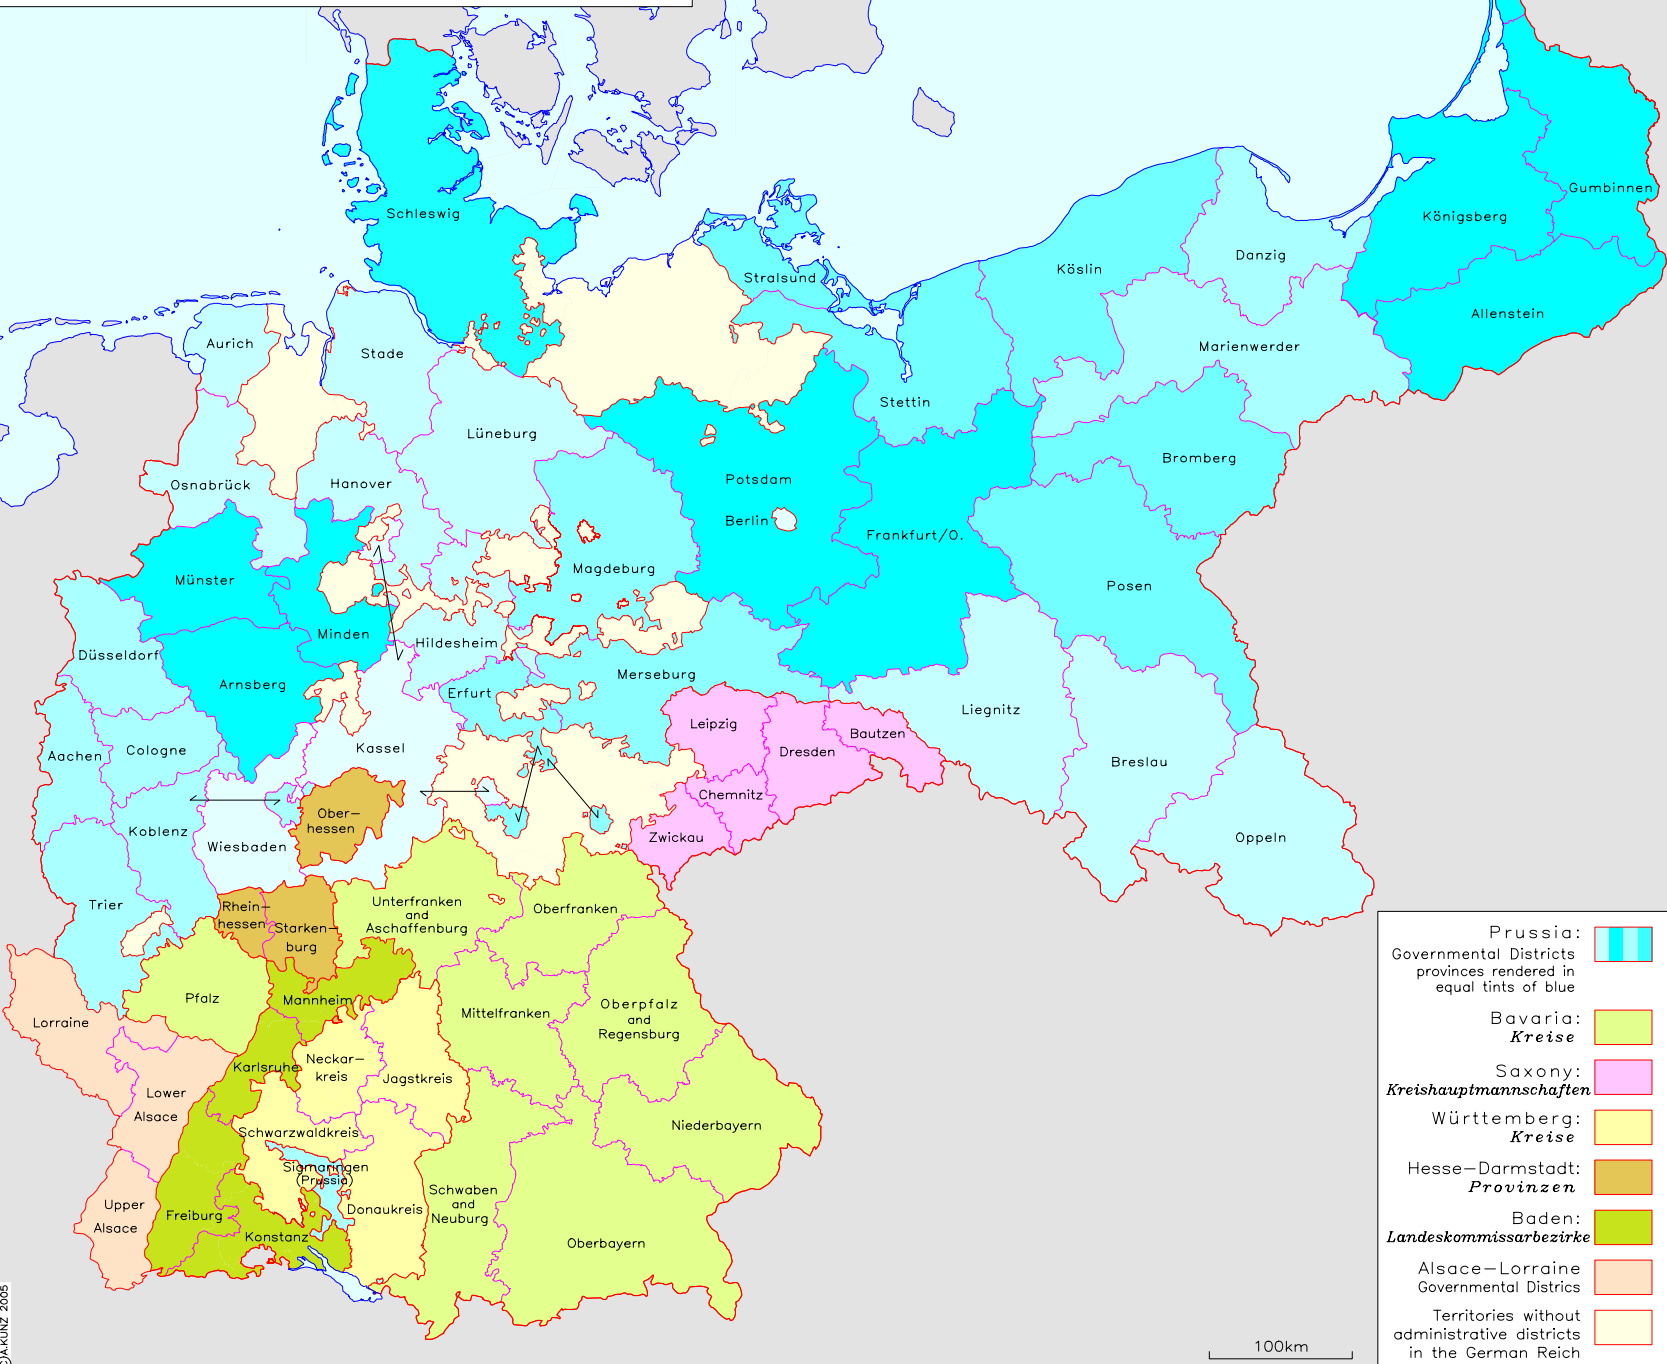 Schleswig
Gumbinnen
Königsberg
Danzig
Köslin
Stralsund
Allenstein
Aurich
Stade
Marienwerder
Stettin
Lüneburg
Bromberg
Potsdam
Osnabrück
Hanover
Berlin
Frankfurt/O.
Magdeburg
Münster
Posen
Minden
Hildesheim
Düsseldorf
Merseburg
Arnsberg
Erfurt
Liegnitz
Leipzig
Bautzen
Kassel
Dresden
Cologne
Aachen
Breslau
Chemnitz
Ober-
hessen
Koblenz
Zwickau
Oppeln
Wiesbaden
Trier
Unterfranken
and
Aschaffenburg
Oberfranken
Rhein-
hessen
Starken-
burg
Pfalz
Mannheim
Mittelfranken
Oberpfalz
and
Regensburg
Lorraine
Neckar-
kreis
Karlsruhe
Jagstkreis
Lower
Alsace
Schwarzwaldkreis
Niederbayern
Sigmaringen
(Prussia)
Schwaben
and
Neuburg
Upper
Alsace
Donaukreis
Freiburg
Konstanz
Oberbayern
Prussia:
Governmental Districts
provinces rendered in
equal tints of blue
Bavaria:
Kreise
Saxony:
Kreishauptmannschaften
Württemberg:
Kreise
Hesse-Darmstadt:
Provinzen
Baden:
Landeskommissarbezirke
Alsace-Lorraine
Governmental Districs
Territories without
administrative districts
in the German Reich
100km
A.KUNZ 2005